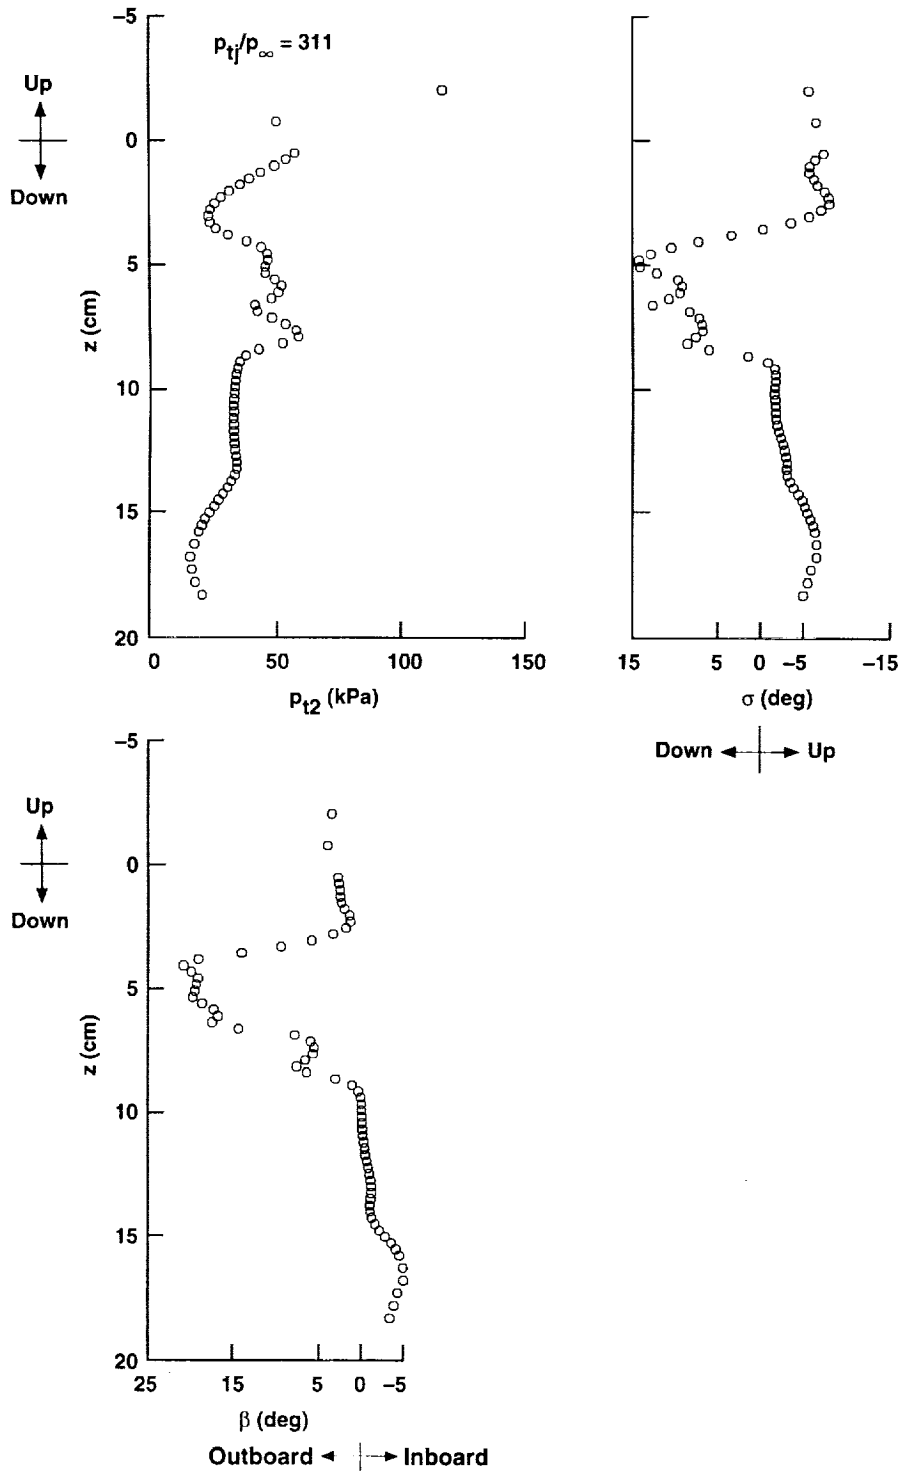 p_tj/p_∞ = 311
Up
Down
z (cm)
−5
0
5
10
15
20
0 50 100 150
p_t2 (kPa)
15 5 0 −5 −15
σ (deg)
Down Up
Up
Down
z (cm)
−5
0
5
10
15
20
25 15 5 0 −5
β (deg)
Outboard Inboard